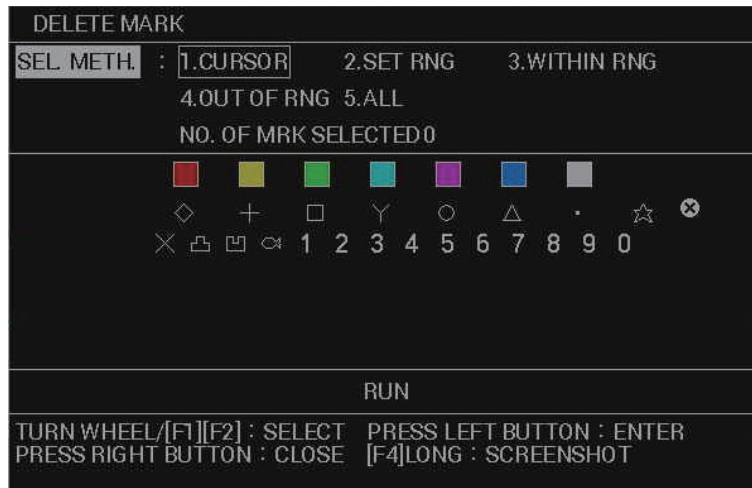 DELETE MARK
SEL. METH. : 1.CURSOR 2.SET RNG 3.WITHIN RNG
4.OUT OF RNG 5.ALL
NO. OF MRK SELECTED 0
1 2 3 4 5 6 7 8 9 0
RUN
TURN WHEEL/[F1][F2] : SELECT PRESS LEFT BUTTON : ENTER
PRESS RIGHT BUTTON : CLOSE [F4]LONG : SCREENSHOT